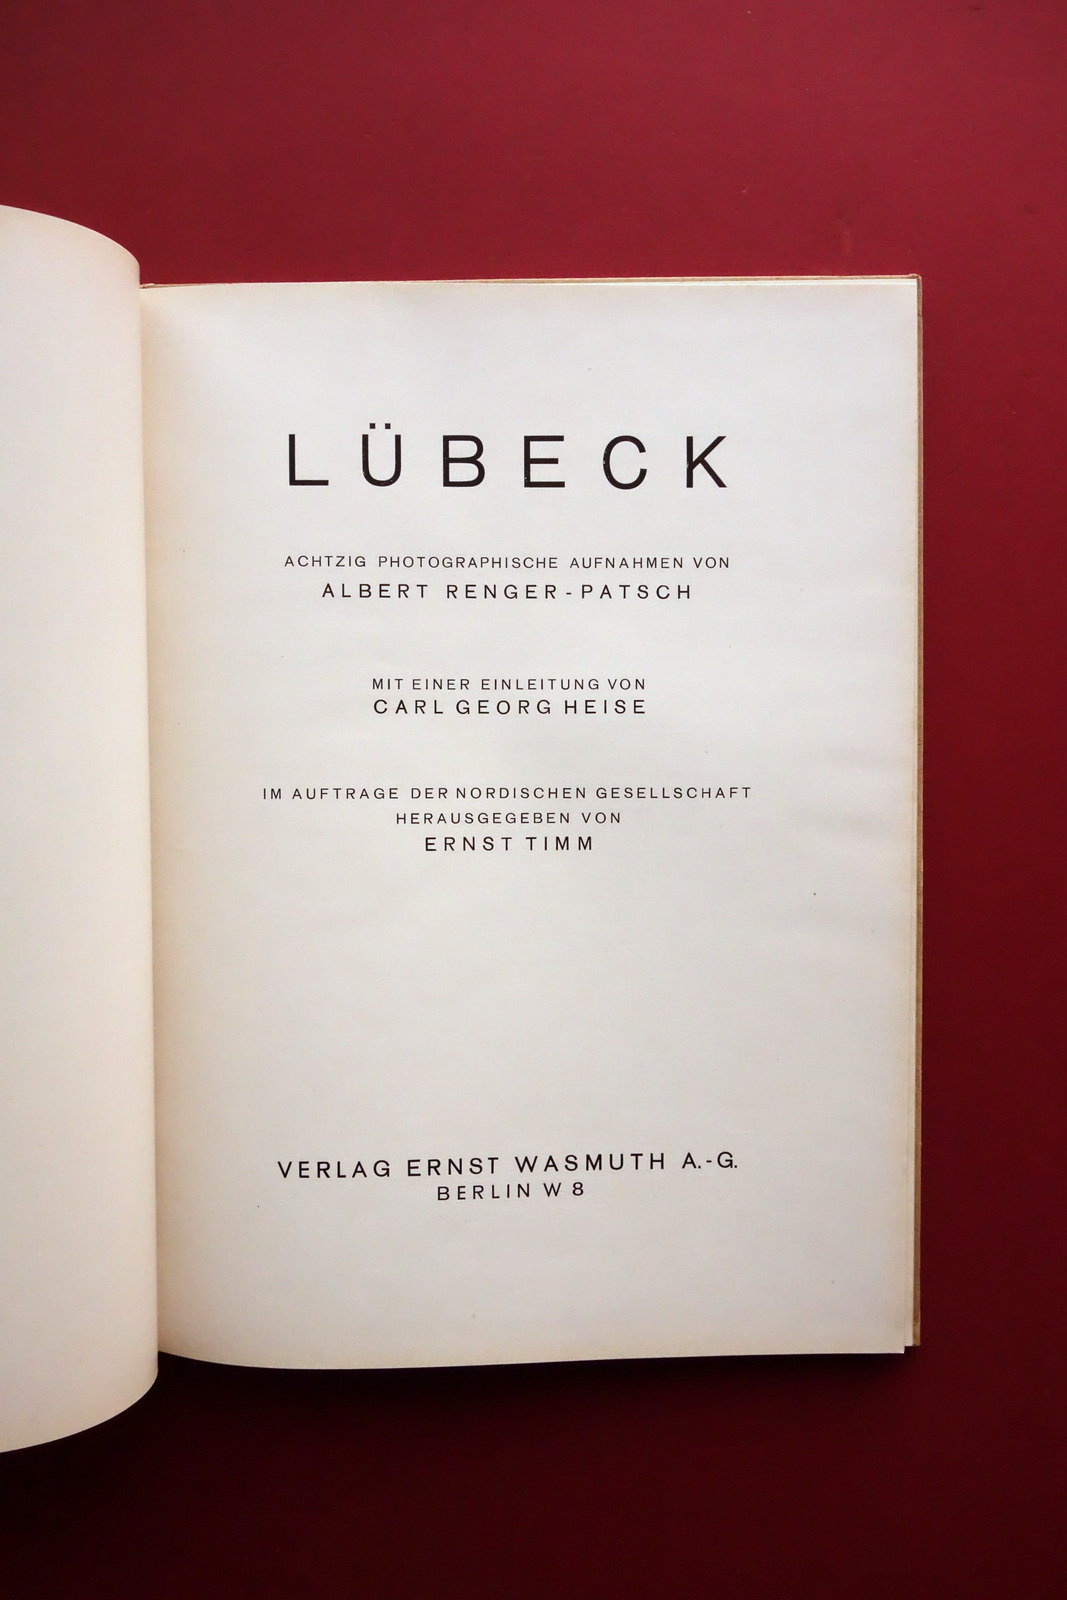 LÜBECK
ACHTZIG PHOTOGRAPHISCHE AUFNAHMEN VON
ALBERT RENGER-PATSCH
MIT EINER EINLEITUNG VON
CARL GEORG HEISE
IM AUFTRAGE DER NORDISCHEN GESELLSCHAFT
HERAUSGEGEBEN VON
ERNST TIMM
VERLAG ERNST WASMUTH A.-G.
BERLIN W 8